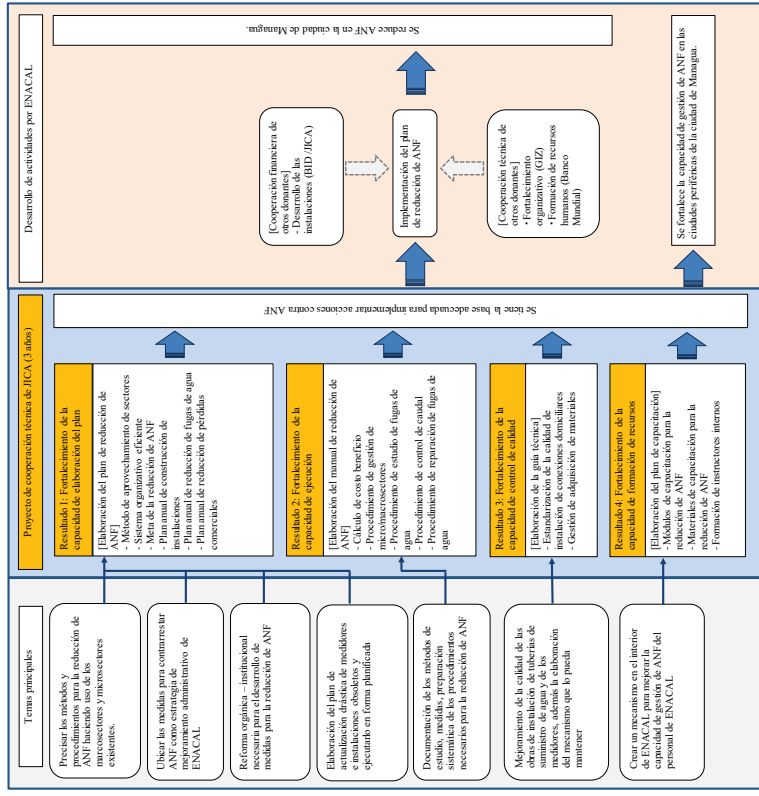 Temas principales
Precisar los métodos y
procedimientos para la reducción de
ANF haciendo uso de los
marcosectores y microsectores
existentes.
Ubicar las medidas para contrarrestar
ANF como estrategia de
mejoramiento administrativo de
ENACAL
Reforma orgánica – institucional
necesaria para el desarrollo de
medidas para la reducción de ANF
Elaboración del plan de
actualización drástica de medidores
e instalaciones obsoletos y
ejecutarlo en forma planificada
Documentación de los métodos de
estudio, medidas, preparación
sistemática de los procedimientos
necesarios para la reducción de ANF
Mejoramiento de la calidad de las
obras de instalación de tuberías de
suministro de agua y de los
medidores, además la elaboración
del mecanismo que lo pueda
mantener
Crear un mecanismo en el interior
de ENACAL para mejorar la
capacidad de gestión de ANF del
personal de ENACAL
Proyecto de cooperación técnica de JICA (3 años)
Resultado 1: Fortalecimiento de la
capacidad de elaboración del plan
[Elaboración del plan de reducción de
ANF]
- Método de aprovechamiento de sectores
- Sistema organizativo eficiente
- Meta de la reducción de ANF
- Plan anual de construcción de
instalaciones
- Plan anual de reducción de fugas de agua
- Plan anual de reducción de pérdidas
comerciales
Resultado 2: Fortalecimiento de la
capacidad de ejecución
[Elaboración del manual de reducción de
ANF]
- Cálculo de costo beneficio
- Procedimiento de gestión de
micro/macrosectores
- Procedimiento de estudio de fugas de
agua
- Procedimiento de control de caudal
- Procedimiento de reparación de fugas de
agua
Resultado 3: Fortalecimiento de la
capacidad de control de calidad
[Elaboración de la guía técnica]
- Estandarización de la calidad de
instalación de conexiones domiciliares
- Gestión de adquisición de materiales
Resultado 4: Fortalecimiento de la
capacidad de formación de recursos
[Elaboración del plan de capacitación]
- Módulos de capacitación para la
reducción de ANF
- Materiales de capacitación para la
reducción de ANF
- Formación de instructores internos
Se tiene la base adecuada para implementar acciones contra ANF
Desarrollo de actividades por ENACAL
[Cooperación financiera de
otros donantes]
- Desarrollo de las
instalaciones (BID /JICA)
Implementación del plan
de reducción de ANF
[Cooperación técnica de
otros donantes]
• Fortalecimiento
organizativo (GIZ)
• Formación de recursos
humanos (Banco
Mundial)
Se reduce ANF en la ciudad de Managua.
Se fortalece la capacidad de gestión de ANF en las
ciudades periféricas de la ciudad de Managua.